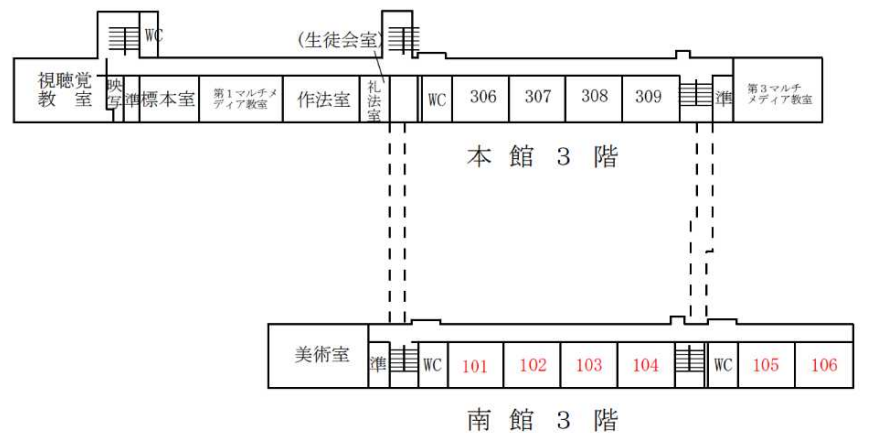 WC
(生徒会室)
視聴覚
教室
映写
準
標本室
第1マルチメ
ディア教室
作法室
礼法室
WC
306
307
308
309
準
第3マルチ
メディア教室
本館3階
美術室
準
WC
101
102
103
104
WC
105
106
南館3階